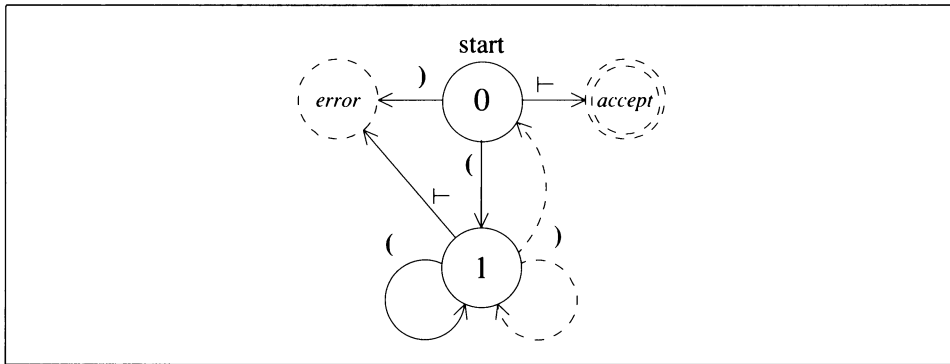 start
) ⊢
error 0 accept
(
⊢
( )
1